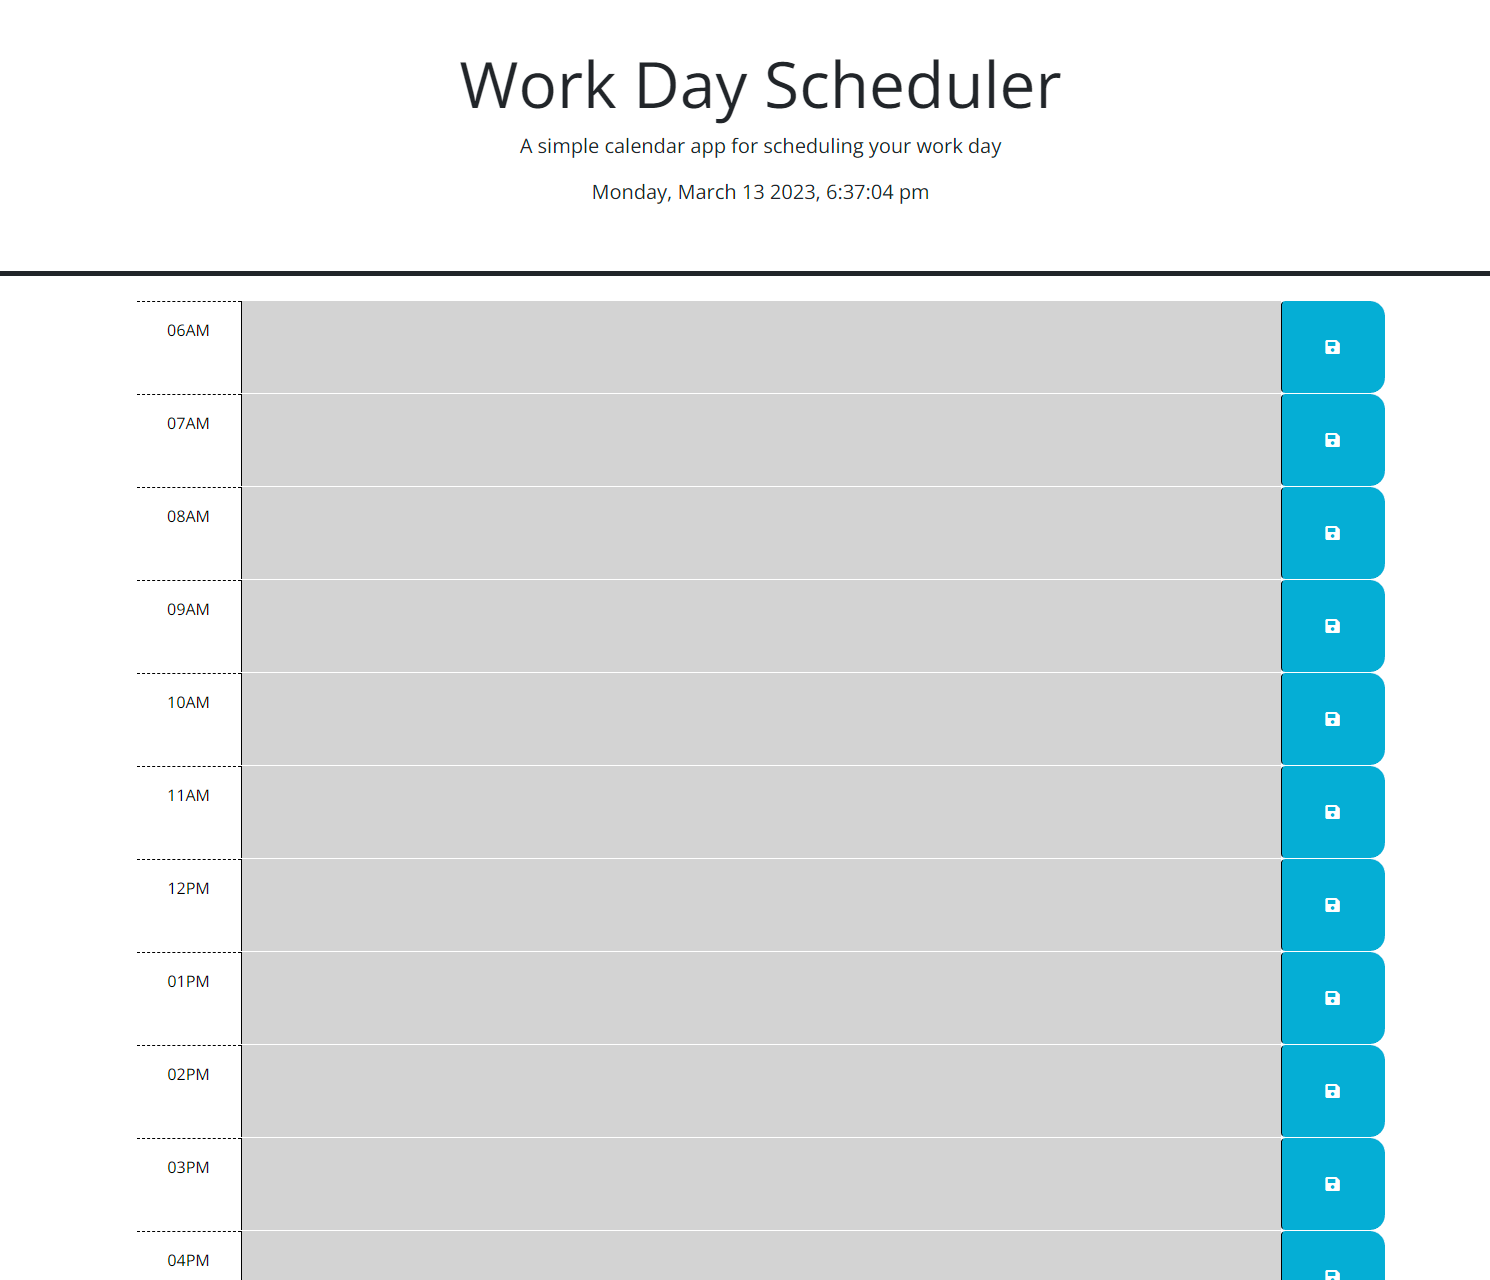 Work Day Scheduler
A simple calendar app for scheduling your work day
Monday, March 13 2023, 6:37:04 pm
06AM
07AM
08AM
09AM
10AM
11AM
12PM
01PM
02PM
03PM
04PM